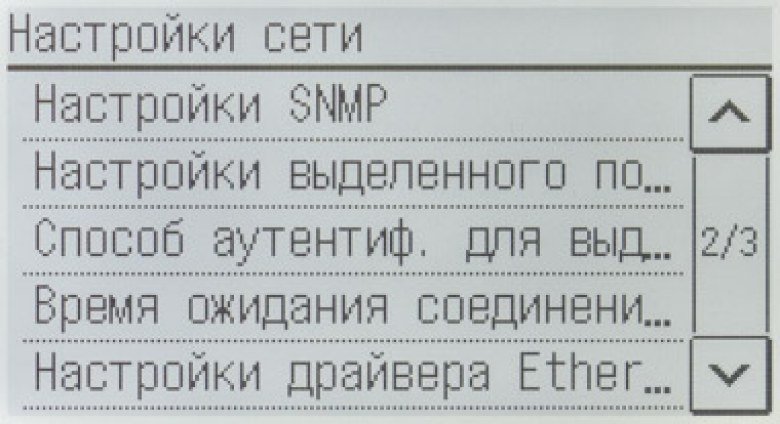 Настройки сети
Настройки SNMP
Настройки выделенного по...
Способ аутентиф. для выд...
2/3
Время ожидания соединени...
Настройки драйвера Ether...